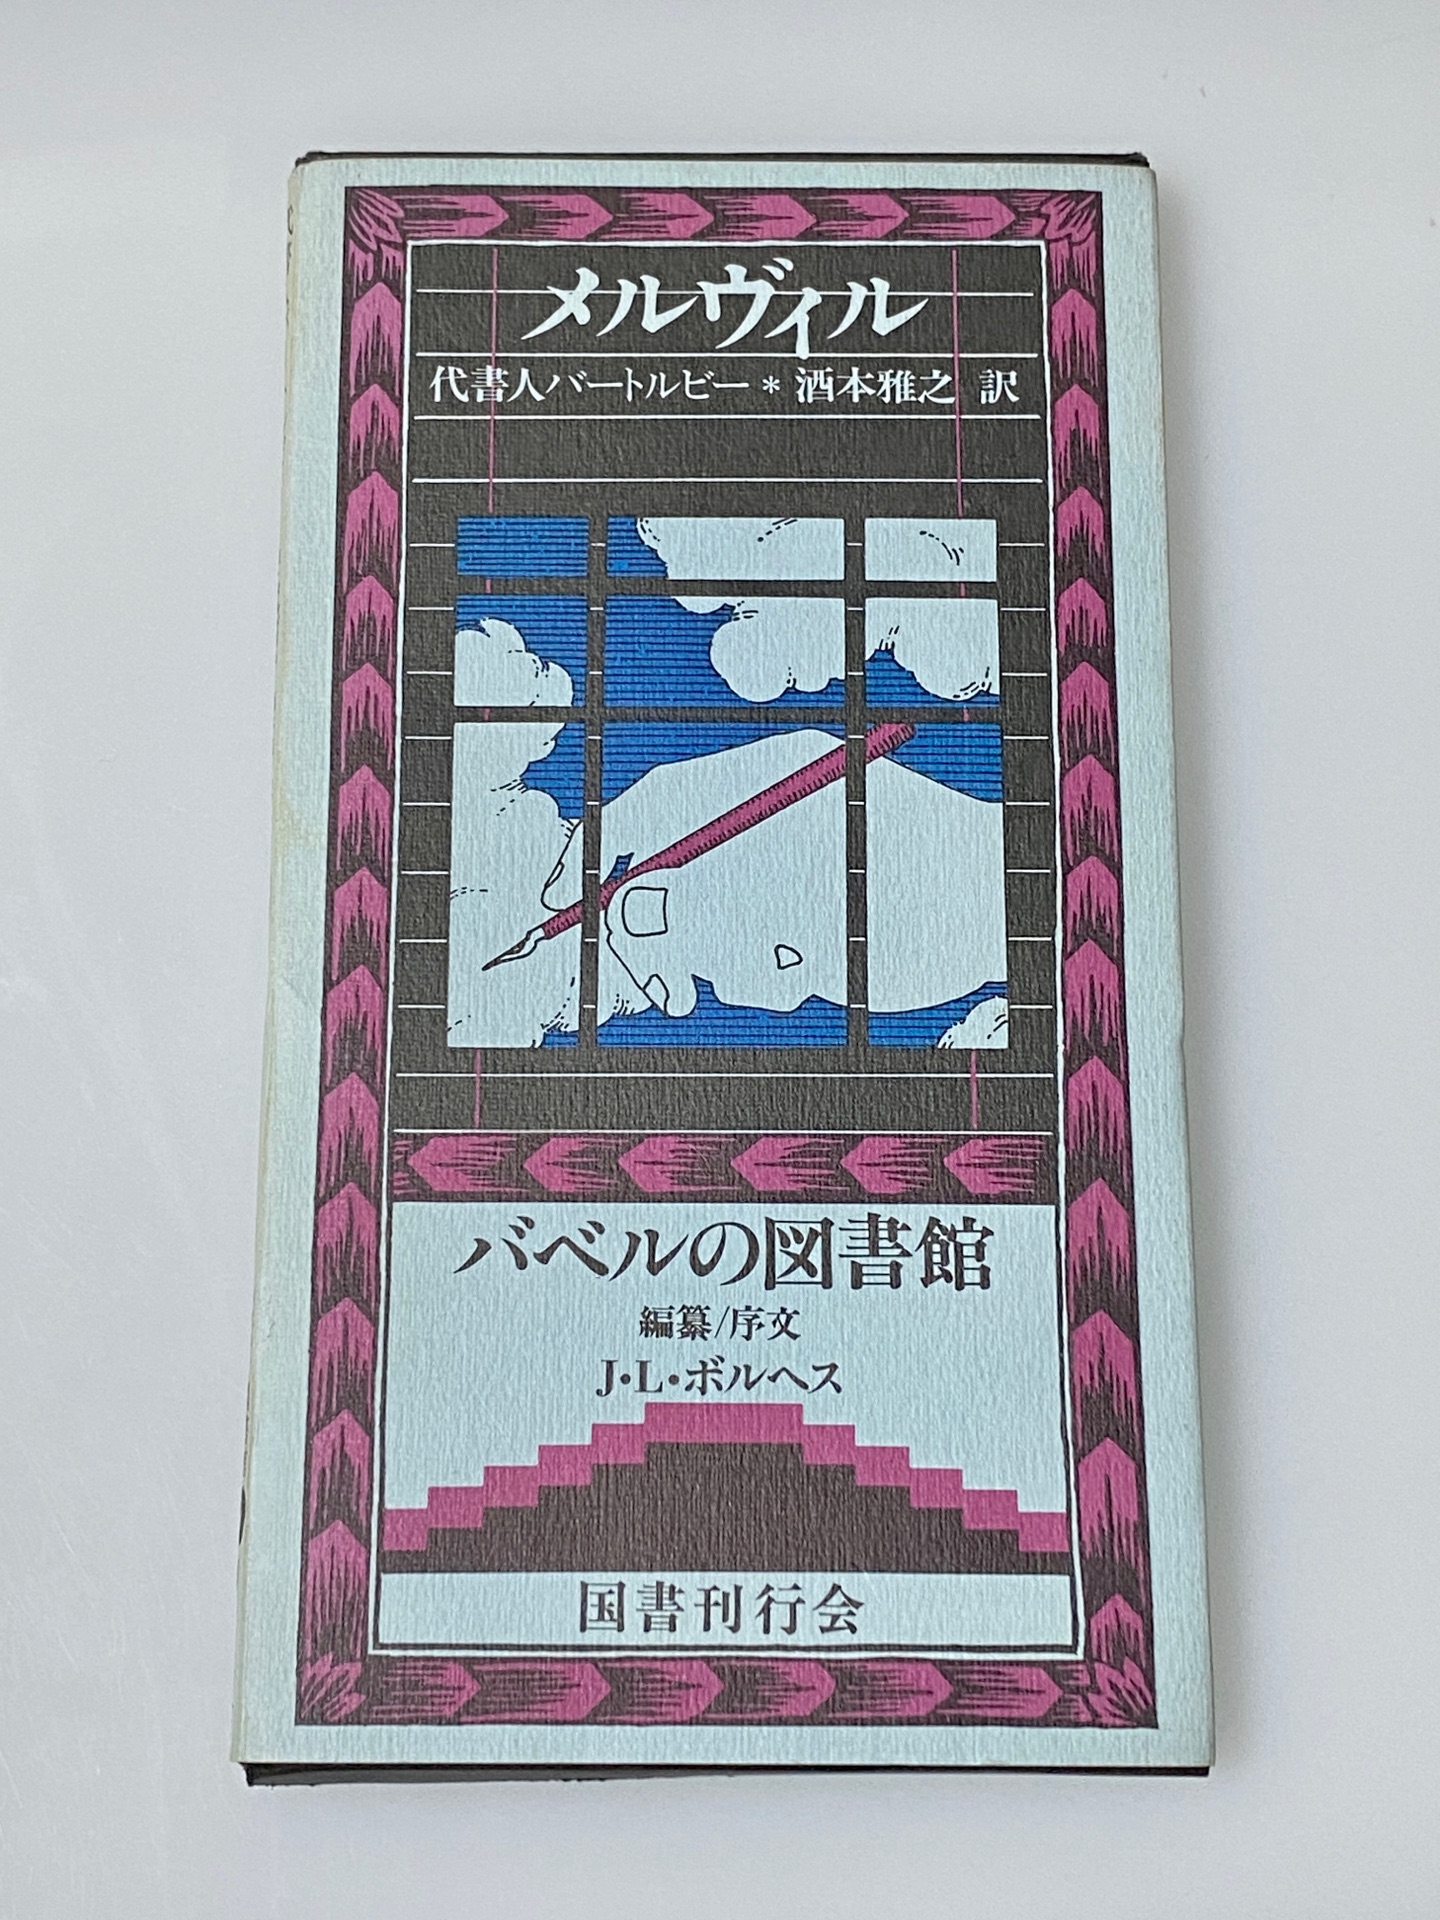 メルヴィル
代書人バートルビー＊酒本雅之 訳
バベルの図書館
編纂/序文
J・L・ボルヘス
国書刊行会